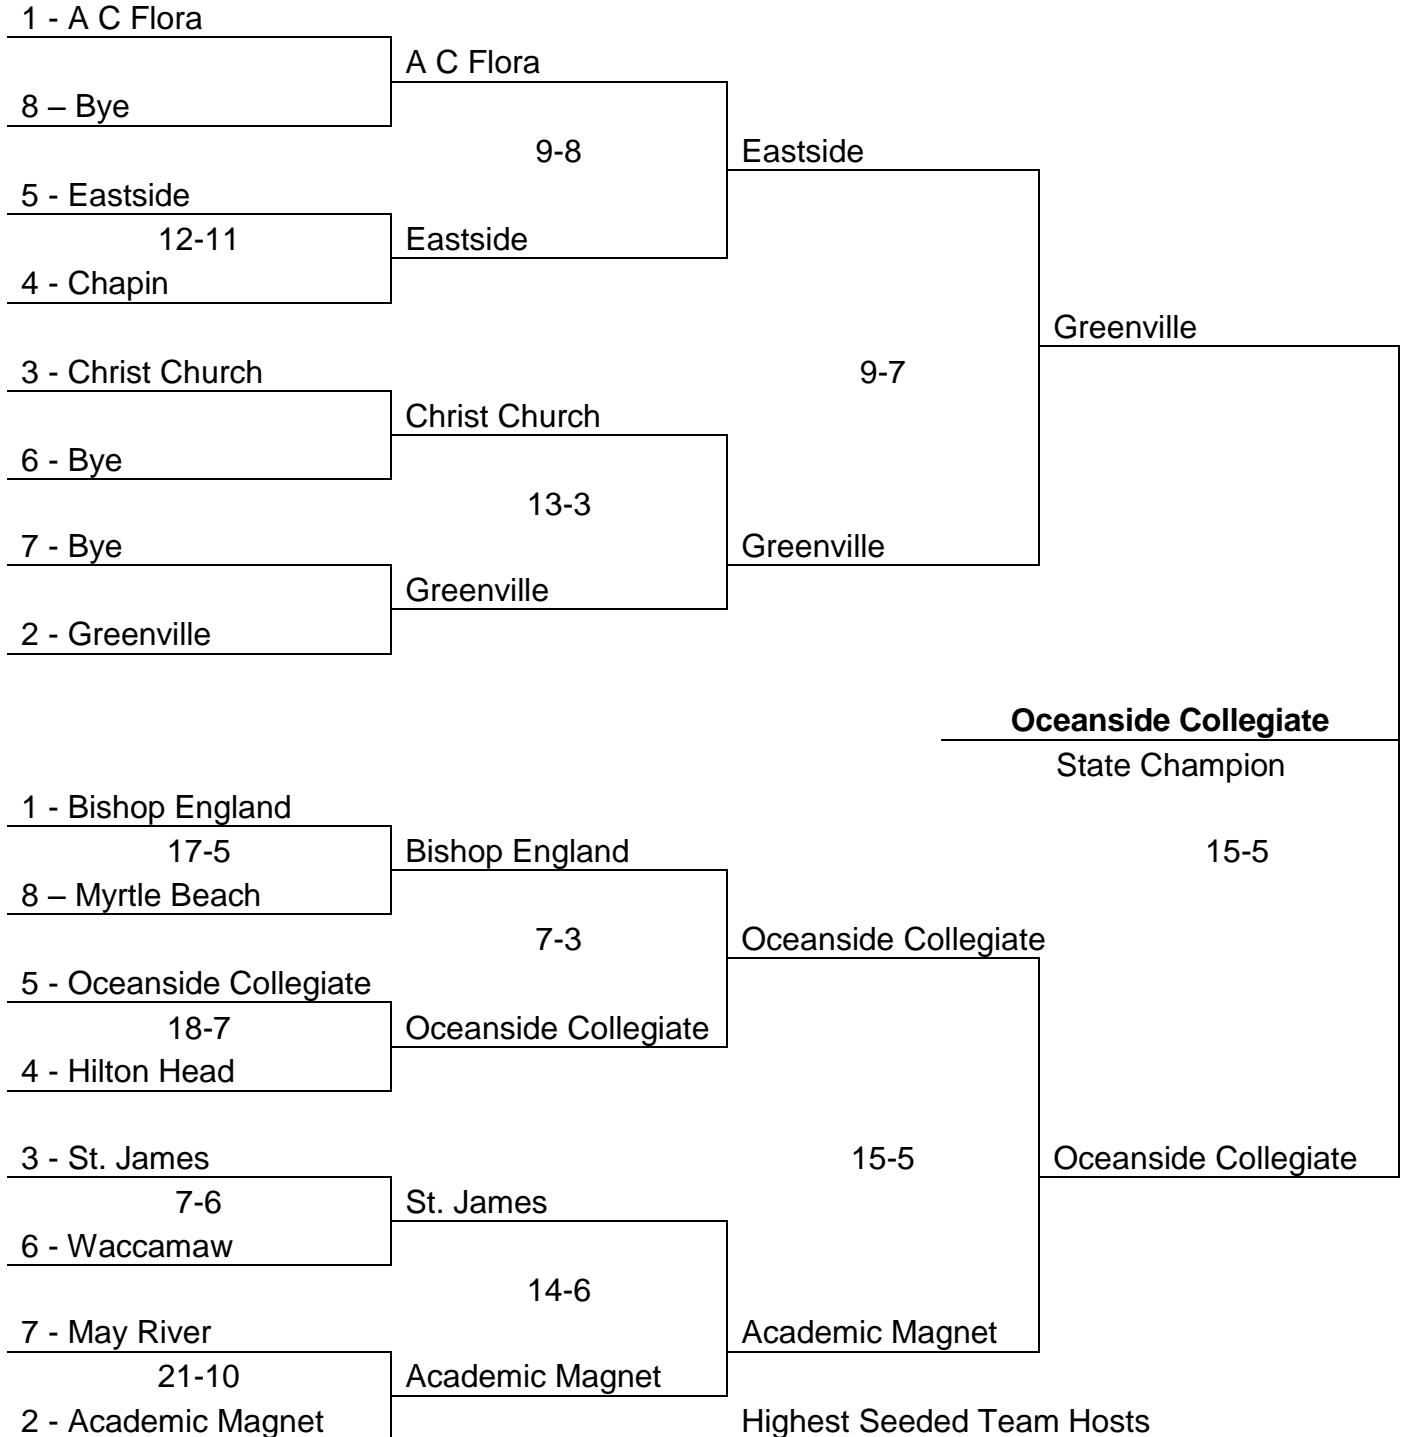 1 - A C Flora
A C Flora
8 – Bye
9-8
Eastside
5 - Eastside
12-11
Eastside
4 - Chapin
Greenville
3 - Christ Church
9-7
Christ Church
6 - Bye
13-3
7 - Bye
Greenville
Greenville
2 - Greenville
Oceanside Collegiate
State Champion
1 - Bishop England
17-5
Bishop England
15-5
8 – Myrtle Beach
7-3
Oceanside Collegiate
5 - Oceanside Collegiate
18-7
Oceanside Collegiate
4 - Hilton Head
3 - St. James
15-5
Oceanside Collegiate
7-6
St. James
6 - Waccamaw
14-6
7 - May River
Academic Magnet
21-10
Academic Magnet
2 - Academic Magnet
Highest Seeded Team Hosts